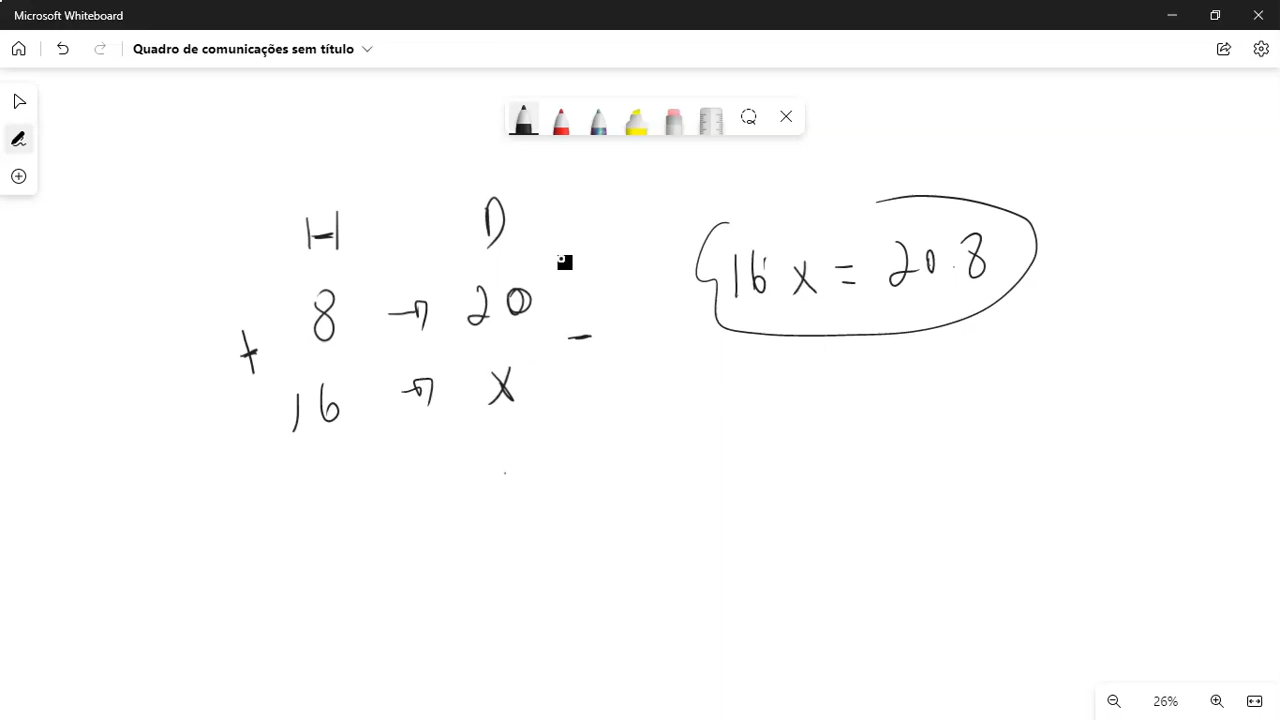 Microsoft Whiteboard
Quadro de comunicações sem título
H D
8 → 20
+ -
16 → x
16 x = 20.8
26%